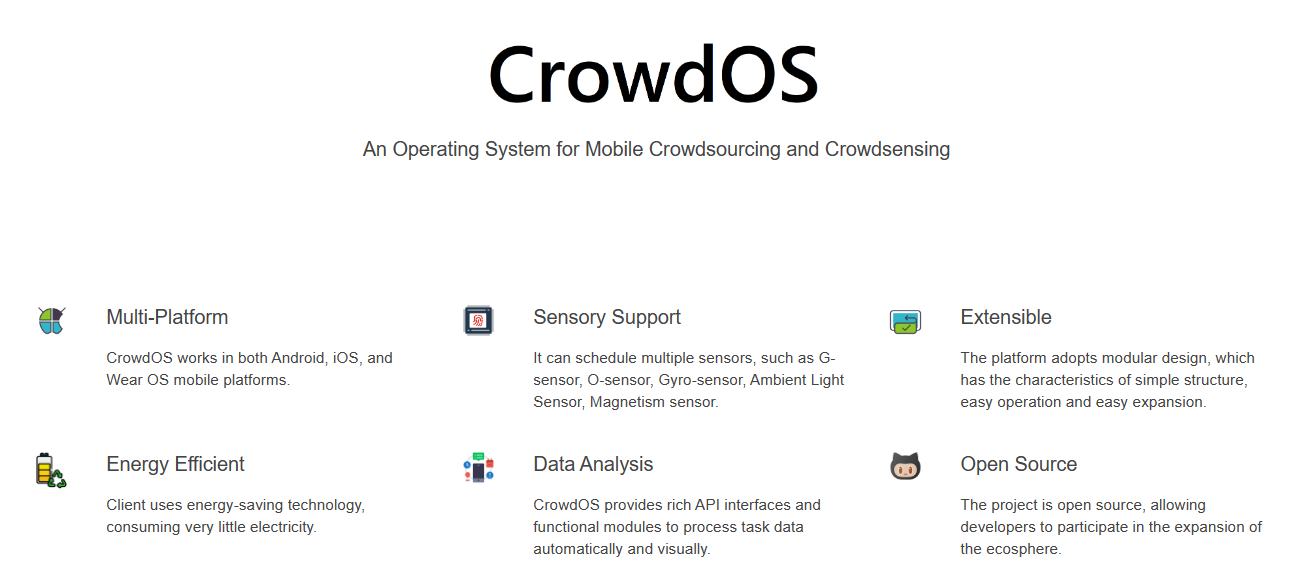 CrowdOS
An Operating System for Mobile Crowdsourcing and Crowdsensing
Multi-Platform
CrowdOS works in both Android, iOS, and
Wear OS mobile platforms.
Sensory Support
It can schedule multiple sensors, such as G-
sensor, O-sensor, Gyro-sensor, Ambient Light
Sensor, Magnetism sensor.
Extensible
The platform adopts modular design, which
has the characteristics of simple structure,
easy operation and easy expansion.
Energy Efficient
Client uses energy-saving technology,
consuming very little electricity.
Data Analysis
CrowdOS provides rich API interfaces and
functional modules to process task data
automatically and visually.
Open Source
The project is open source, allowing
developers to participate in the expansion of
the ecosphere.